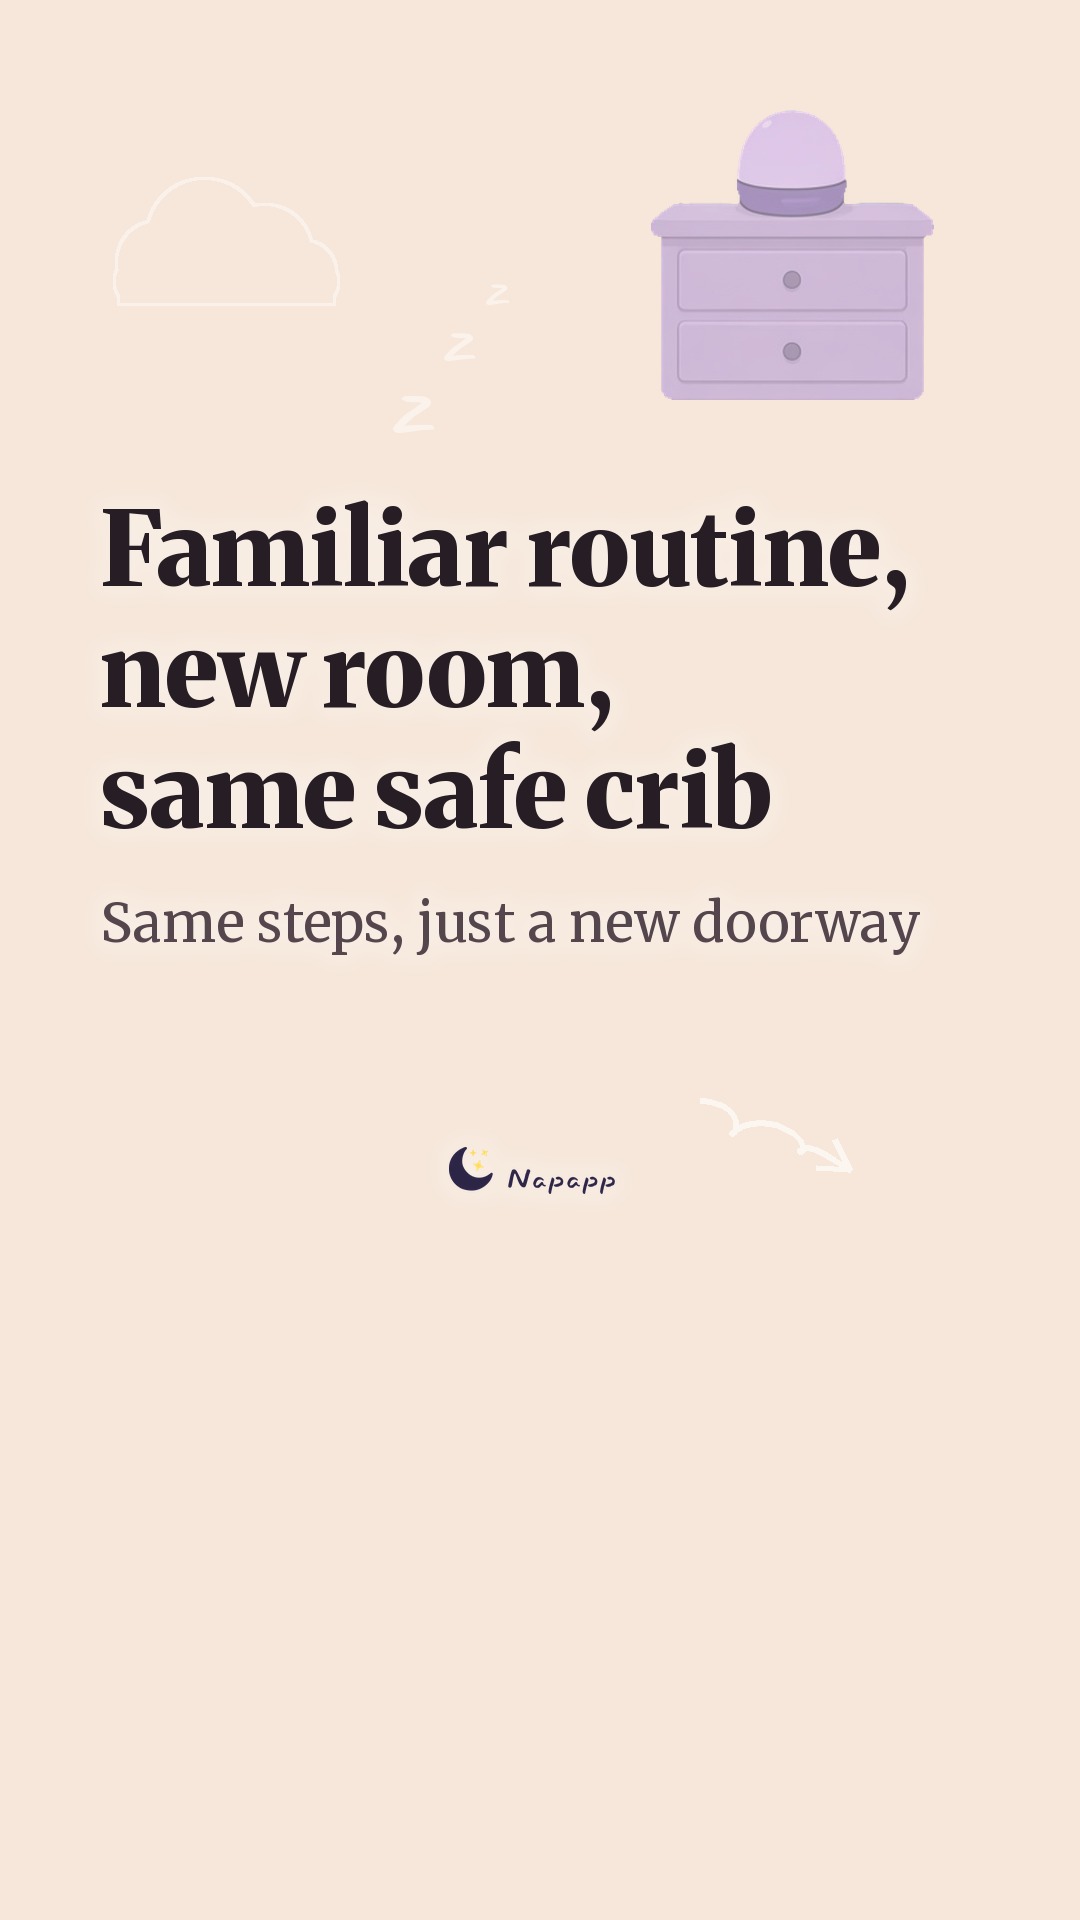 z
z
z
Familiar routine,
new room,
same safe crib
Same steps, just a new doorway
Napapp